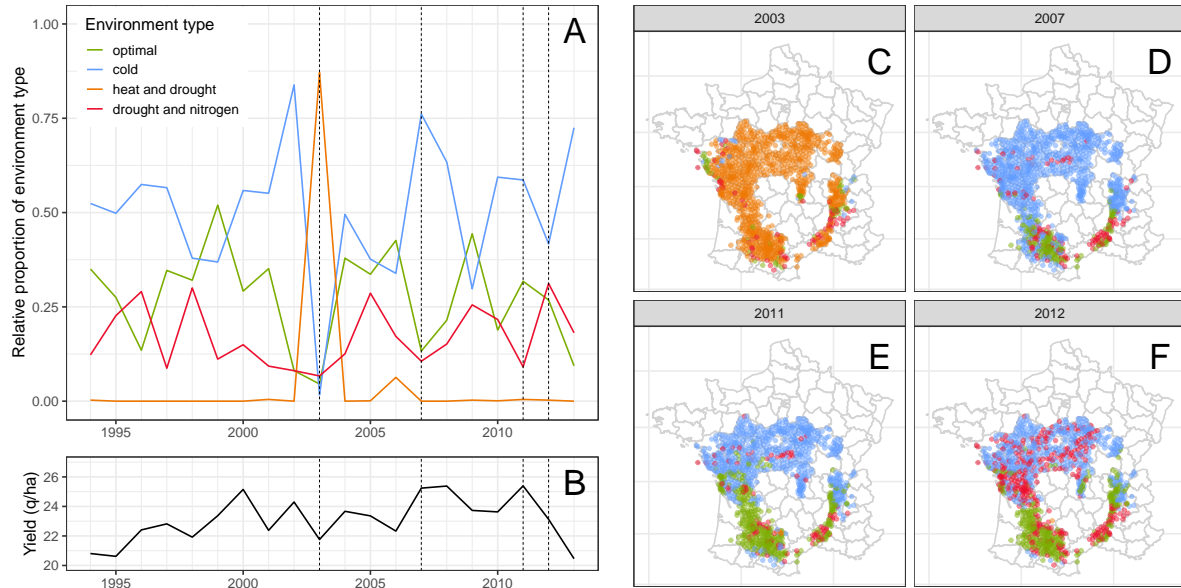 A
Environment type
optimal
cold
heat and drought
drought and nitrogen
Relative proportion of environment type
1.00
0.75
0.50
0.25
0.00
1995
2000
2005
2010
B
Yield (q/ha)
26
24
22
20
1995
2000
2005
2010
2003
C
2007
D
2011
E
2012
F